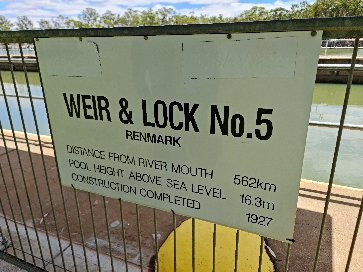 WEIR & LOCK No.5
RENMARK
DISTANCE FROM RIVER MOUTH 562km
POOL HEIGHT ABOVE SEA LEVEL 16.3m
CONSTRUCTION COMPLETED 1927